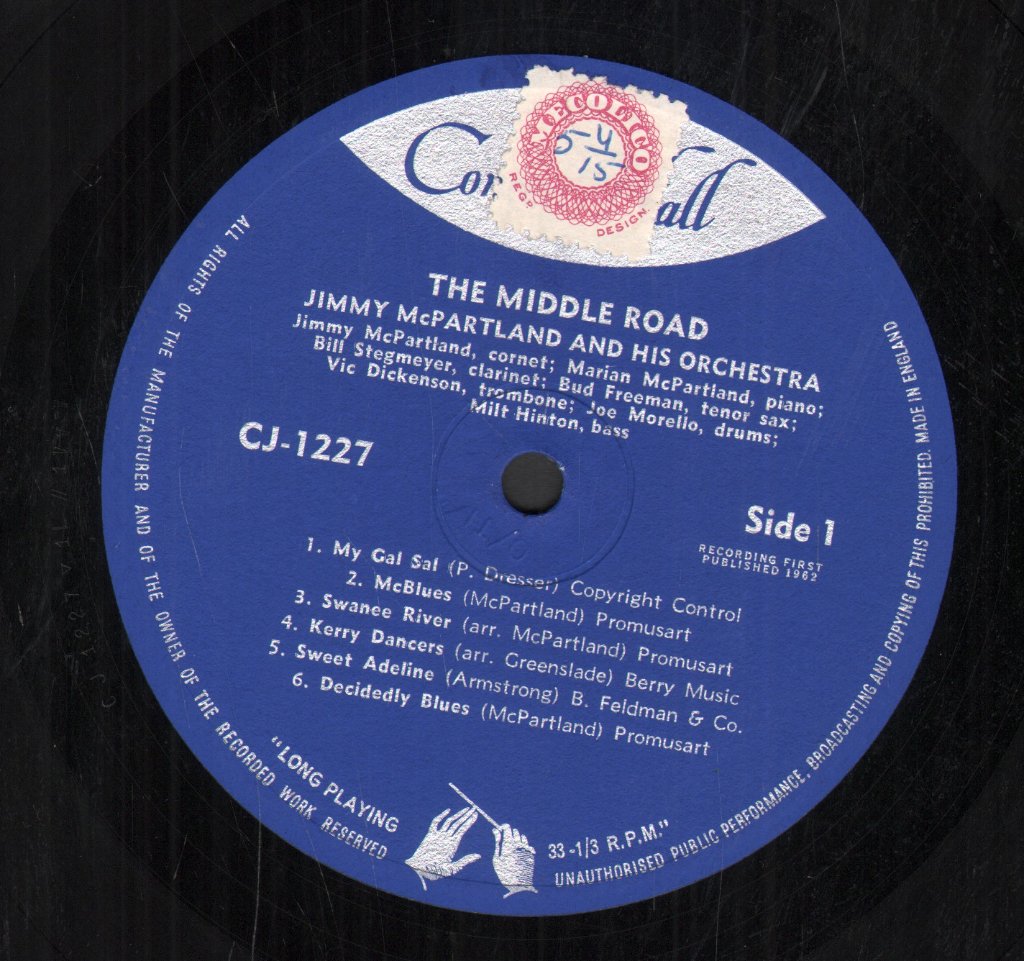 MECOLICO
5-4
15
REGD. DESIGN.
Con all
THE MIDDLE ROAD
JIMMY McPARTLAND AND HIS ORCHESTRA
Jimmy McPartland, cornet; Marian McPartland, piano;
Bill Stegmeyer, clarinet; Bud Freeman, tenor sax;
Vic Dickenson, trombone; Joe Morello, drums;
Milt Hinton, bass
CJ-1227
Side 1
RECORDING FIRST
PUBLISHED 1962
1. My Gal Sal (P. Dresser) Copyright Control
2. McBlues (McPartland) Promusart
3. Swanee River (arr. McPartland) Promusart
4. Kerry Dancers (arr. Greenslade) Berry Music
5. Sweet Adeline (Armstrong) B. Feldman & Co.
6. Decidedly Blues (McPartland) Promusart
"LONG PLAYING 33-1/3 R.P.M."
ALL RIGHTS OF THE MANUFACTURER AND OF THE OWNER OF THE RECORDED WORK RESERVED
UNAUTHORISED PUBLIC PERFORMANCE, BROADCASTING AND COPYING OF THIS PROHIBITED. MADE IN ENGLAND